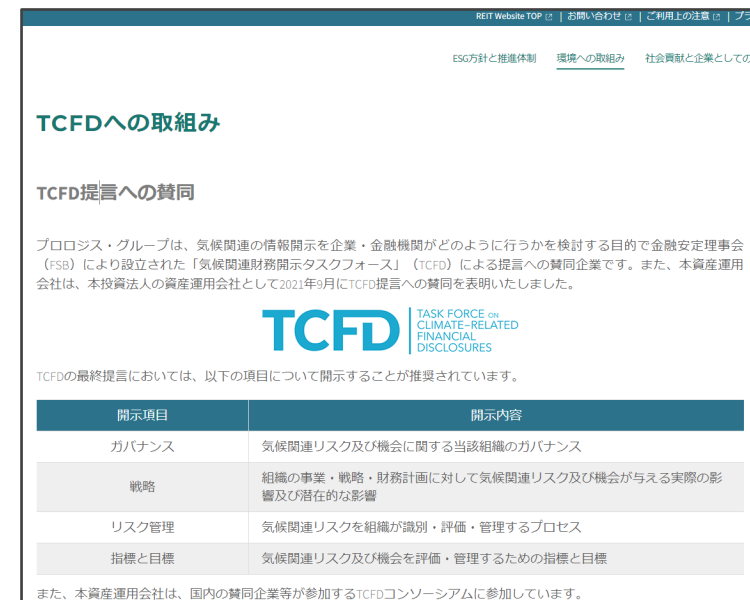 REIT Website TOP | お問い合わせ | ご利用上の注意 |
ESG方針と推進体制 環境への取組み 社会貢献と企業としての
TCFDへの取組み
TCFD提言への賛同
プロロジス・グループは、気候関連の情報開示を企業・金融機関がどのように行うかを検討する目的で金融安定理事会
（FSB）により設立された「気候関連財務開示タスクフォース」（TCFD）による提言への賛同企業です。また、本資産運用
会社は、本投資法人の資産運用会社として2021年9月にTCFD提言への賛同を表明いたしました。
TCFD
TASK FORCE ON
CLIMATE-RELATED
FINANCIAL
DISCLOSURES
TCFDの最終提言においては、以下の項目について開示することが推奨されています。
開示項目 開示内容
ガバナンス 気候関連リスク及び機会に関する当該組織のガバナンス
戦略 組織の事業・戦略・財務計画に対して気候関連リスク及び機会が与える実際の影
響及び潜在的な影響
リスク管理 気候関連リスクを組織が識別・評価・管理するプロセス
指標と目標 気候関連リスク及び機会を評価・管理するための指標と目標
また、本資産運用会社は、国内の賛同企業等が参加するTCFDコンソーシアムに参加しています。